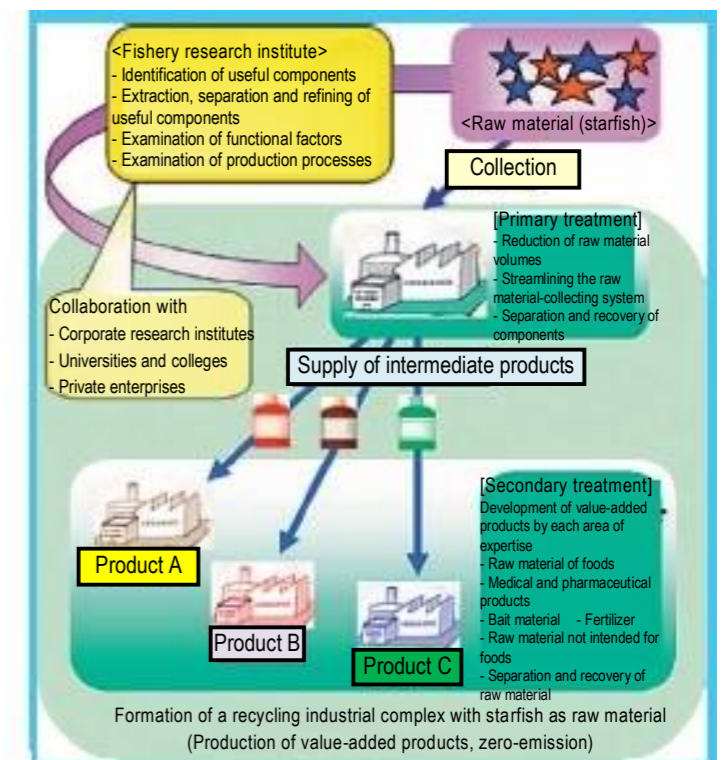 <Fishery research institute>
- Identification of useful components
- Extraction, separation and refining of
useful components
- Examination of functional factors
- Examination of production processes
<Raw material (starfish)>
Collection
[Primary treatment]
- Reduction of raw material
volumes
- Streamlining the raw
material-collecting system
- Separation and recovery of
components
Collaboration with
- Corporate research institutes
- Universities and colleges
- Private enterprises
Supply of intermediate products
[Secondary treatment]
Development of value-added
products by each area of
expertise
- Raw material of foods
- Medical and pharmaceutical
products
- Bait material - Fertilizer
- Raw material not intended for
foods
- Separation and recovery of
raw material
Product A
Product B
Product C
Formation of a recycling industrial complex with starfish as raw material
(Production of value-added products, zero-emission)